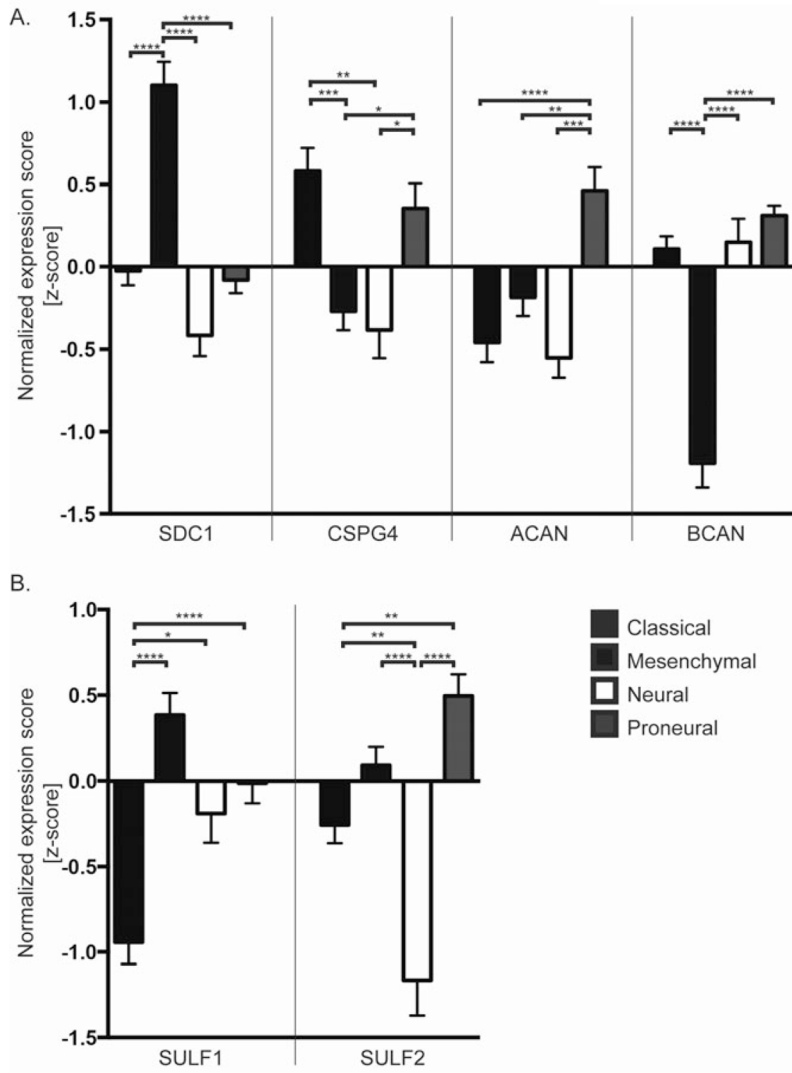 A.
Normalized expression score
[z-score]
1.5
1.0
0.5
0.0
-0.5
-1.0
-1.5
**** **** ****
** *** * *
**** ** ***
**** **** ****
SDC1 CSPG4 ACAN BCAN
B.
Normalized expression score
[z-score]
1.0
0.5
0.0
-0.5
-1.0
-1.5
**** * ****
** ** **** ****
SULF1 SULF2
Classical
Mesenchymal
Neural
Proneural